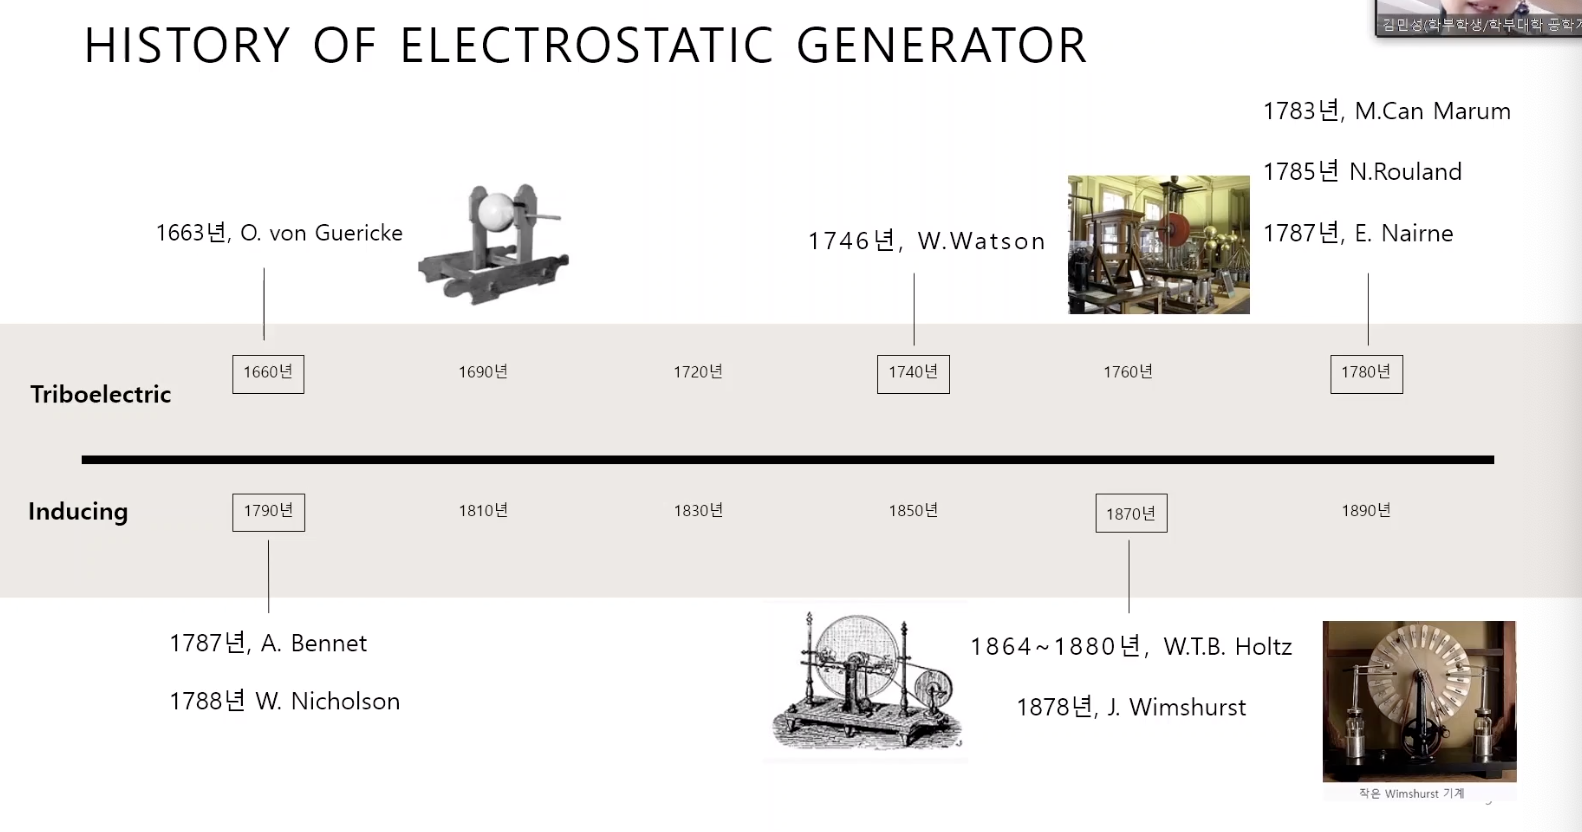 HISTORY OF ELECTROSTATIC GENERATOR
김민성(학부학생/학부대학 공학계
1783년, M.Can Marum
1785년 N.Rouland
1787년, E. Nairne
1663년, O. von Guericke
1746년, W.Watson
Triboelectric
1660년
1690년
1720년
1740년
1760년
1780년
Inducing
1790년
1810년
1830년
1850년
1870년
1890년
1787년, A. Bennet
1788년 W. Nicholson
1864~1880년, W.T.B. Holtz
1878년, J. Wimshurst
작은 Wimshurst 기계